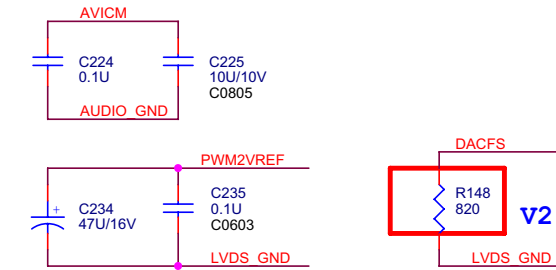 AVICM
C224
0.1U
C225
10U/10V
C0805
AUDIO_GND
PWM2VREF
C234
47U/16V
+
C235
0.1U
C0603
LVDS_GND
DACFS
R148
820
V2
LVDS_GND